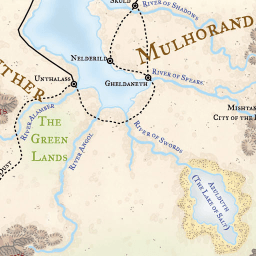 SKULD
RIVER OF SHADOWS
MULHORAND
NELDERILD
RIVER OF SPEARS
UNTHALASS
GHELDANETH
THER
RIVER ALAMBER
THE
GREEN
LANDS
RIVER ANGOL
RIVER OF SWORDS
MISHTAN
CITY OF THE
AZULDUTH
(THE LAKE OF SALT)